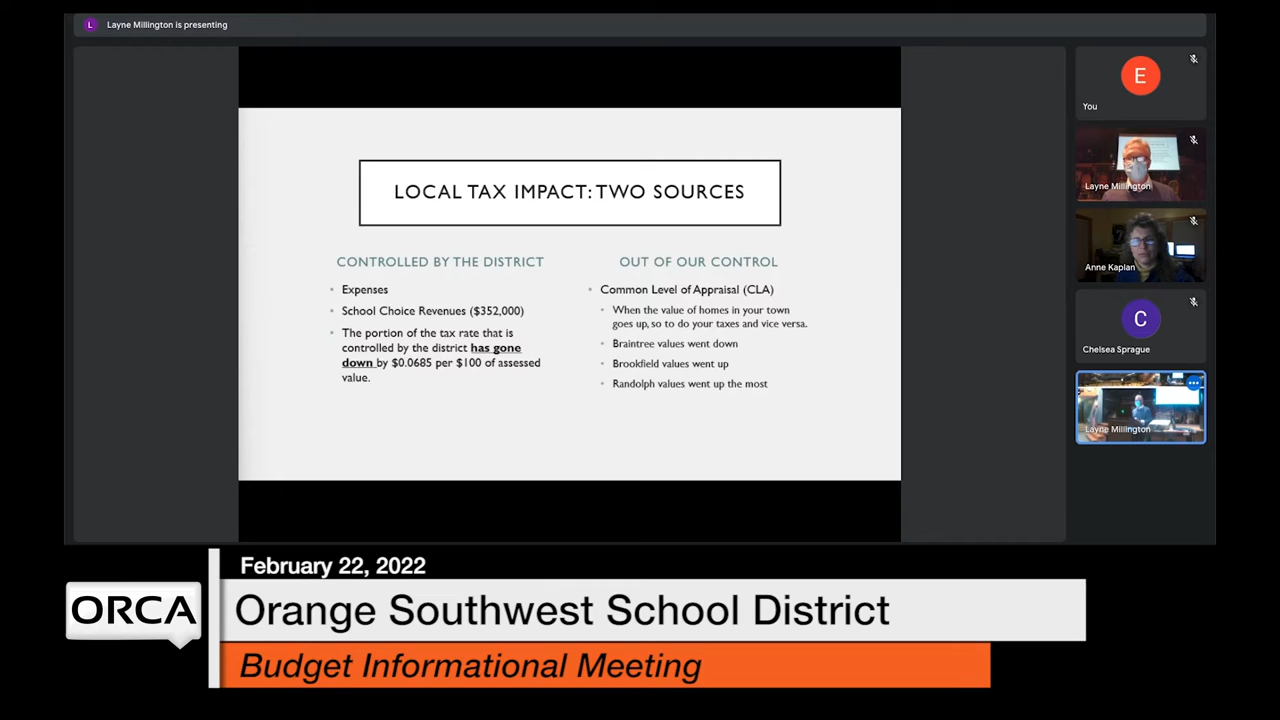 L
Layne Millington is presenting
LOCAL TAX IMPACT: TWO SOURCES
CONTROLLED BY THE DISTRICT
• Expenses
• School Choice Revenues ($352,000)
• The portion of the tax rate that is
controlled by the district has gone
down by $0.0685 per $100 of assessed
value.
OUT OF OUR CONTROL
• Common Level of Appraisal (CLA)
• When the value of homes in your town
goes up, so to do your taxes and vice versa.
• Braintree values went down
• Brookfield values went up
• Randolph values went up the most
E
You
Layne Millington
Anne Kaplan
C
Chelsea Sprague
Layne Millington
February 22, 2022
ORCA
Orange Southwest School District
Budget Informational Meeting